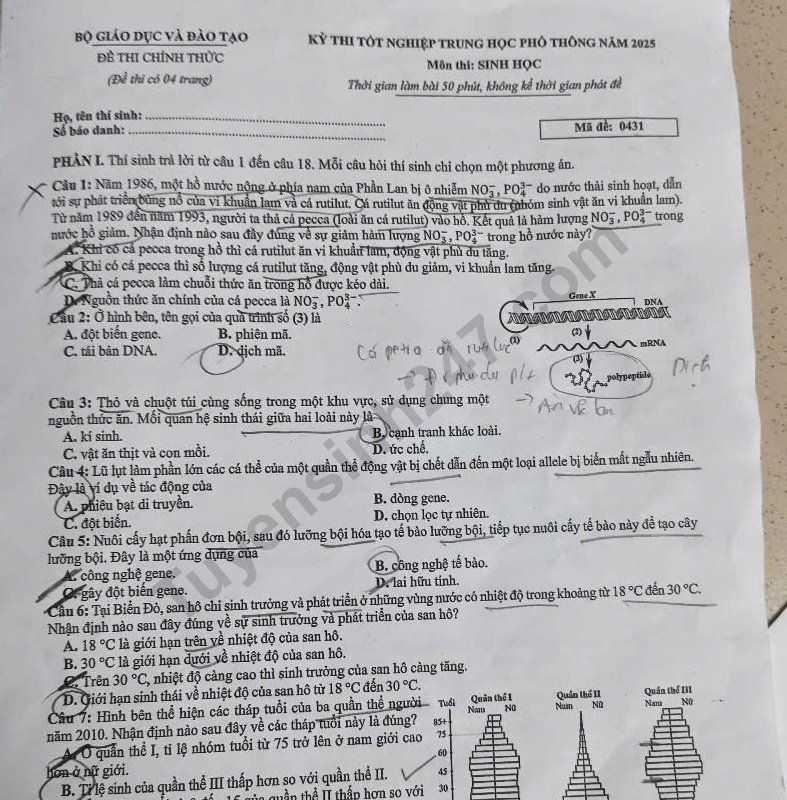 BỘ GIÁO DỤC VÀ ĐÀO TẠO
ĐỀ THI CHÍNH THỨC
(Đề thi có 04 trang)
KỲ THI TỐT NGHIỆP TRUNG HỌC PHỔ THÔNG NĂM 2025
Môn thi: SINH HỌC
Thời gian làm bài 50 phút, không kể thời gian phát đề
Họ, tên thí sinh:
Số báo danh:
Mã đề: 0431
PHẦN I. Thí sinh trả lời từ câu 1 đến câu 18. Mỗi câu hỏi thí sinh chỉ chọn một phương án.
Câu 1: Năm 1986, một hồ nước nông ở phía nam của Phần Lan bị ô nhiễm NO₃⁻, PO₄³⁻ do nước thải sinh hoạt, dẫn
tới sự phát triển bùng nổ của vi khuẩn lam và cá rutilut. Cá rutilut ăn động vật phù du (nhóm sinh vật ăn vi khuẩn lam).
Từ năm 1989 đến năm 1993, người ta thả cá pecca (loài ăn cá rutilut) vào hồ. Kết quả là hàm lượng NO₃⁻, PO₄³⁻ trong
nước hồ giảm. Nhận định nào sau đây đúng về sự giảm hàm lượng NO₃⁻, PO₄³⁻ trong hồ nước này?
A. Khi có cá pecca trong hồ thì cá rutilut ăn vi khuẩn lam, động vật phù du tăng.
B. Khi có cá pecca thì số lượng cá rutilut tăng, động vật phù du giảm, vi khuẩn lam tăng.
C. Thả cá pecca làm chuỗi thức ăn trong hồ được kéo dài.
D. Nguồn thức ăn chính của cá pecca là NO₃⁻, PO₄³⁻.
Câu 2: Ở hình bên, tên gọi của quá trình số (3) là
A. đột biến gene. B. phiên mã.
C. tái bản DNA. D. dịch mã.
Gene X
DNA
(1)
(2)
mRNA
(3)
polypeptide
Câu 3: Thỏ và chuột túi cùng sống trong một khu vực, sử dụng chung một
nguồn thức ăn. Mối quan hệ sinh thái giữa hai loài này là
A. kí sinh. B. cạnh tranh khác loài.
C. vật ăn thịt và con mồi. D. ức chế.
Câu 4: Lũ lụt làm phần lớn các cá thể của một quần thể động vật bị chết dẫn đến một loại allele bị biến mất ngẫu nhiên.
Đây là ví dụ về tác động của
A. phiêu bạt di truyền. B. dòng gene.
C. đột biến. D. chọn lọc tự nhiên.
Câu 5: Nuôi cấy hạt phấn đơn bội, sau đó lưỡng bội hóa tạo tế bào lưỡng bội, tiếp tục nuôi cấy tế bào này để tạo cây
lưỡng bội. Đây là một ứng dụng của
A. công nghệ gene. B. công nghệ tế bào.
C. gây đột biến gene. D. lai hữu tính.
Câu 6: Tại Biển Đỏ, san hô chỉ sinh trưởng và phát triển ở những vùng nước có nhiệt độ trong khoảng từ 18 °C đến 30 °C.
Nhận định nào sau đây đúng về sự sinh trưởng và phát triển của san hô?
A. 18 °C là giới hạn trên về nhiệt độ của san hô.
B. 30 °C là giới hạn dưới về nhiệt độ của san hô.
C. Trên 30 °C, nhiệt độ càng cao thì sinh trưởng của san hô càng tăng.
D. Giới hạn sinh thái về nhiệt độ của san hô từ 18 °C đến 30 °C.
Câu 7: Hình bên thể hiện các tháp tuổi của ba quần thể người
năm 2010. Nhận định nào sau đây về các tháp tuổi này là đúng?
A. Ở quần thể I, tỉ lệ nhóm tuổi từ 75 trở lên ở nam giới cao
hơn ở nữ giới.
B. Tỉ lệ sinh của quần thể III thấp hơn so với quần thể II.
quần thể II thấp hơn so với
Tuổi
85+
75
60
45
30
Quần thể I
Nam Nữ
Quần thể II
Nam Nữ
Quần thể III
Nam Nữ
Tuyensinh247.com